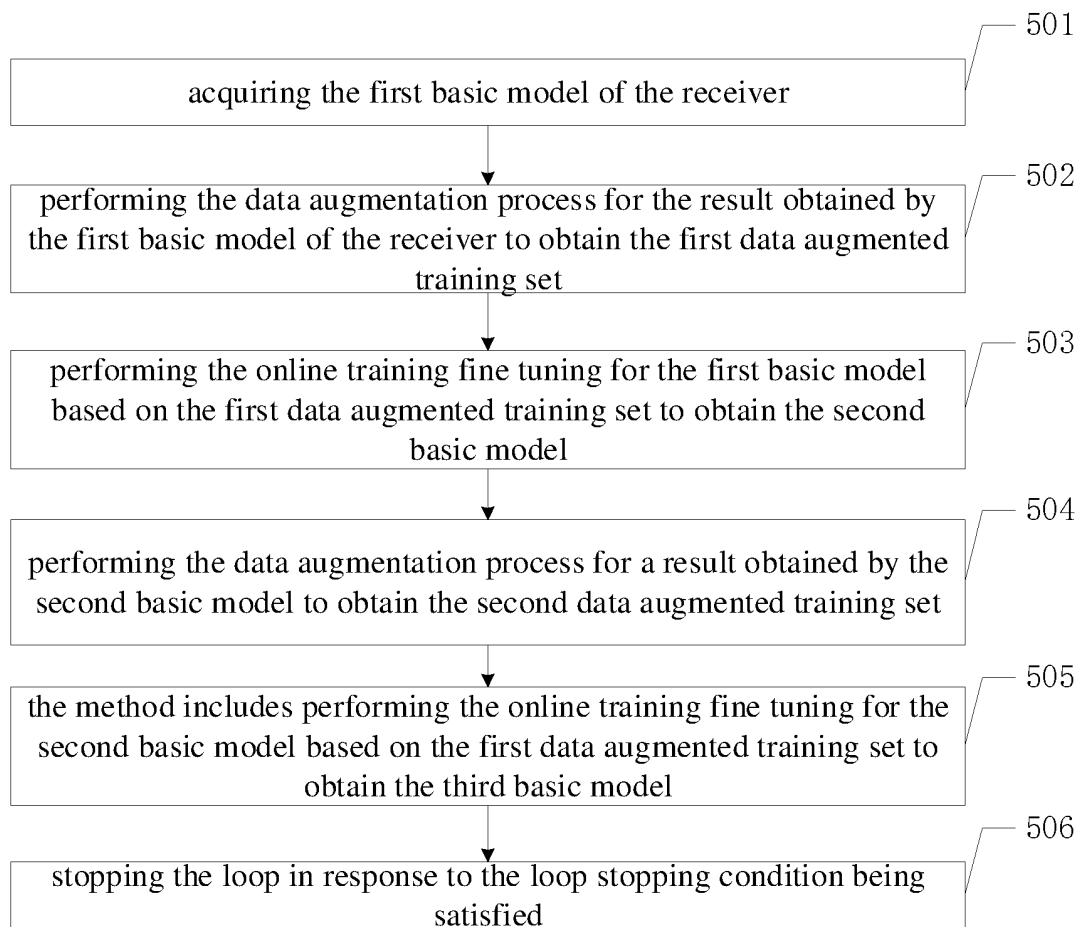 501
acquiring the first basic model of the receiver
502
performing the data augmentation process for the result obtained by
the first basic model of the receiver to obtain the first data augmented
training set
503
performing the online training fine tuning for the first basic model
based on the first data augmented training set to obtain the second
basic model
504
performing the data augmentation process for a result obtained by the
second basic model to obtain the second data augmented training set
505
the method includes performing the online training fine tuning for the
second basic model based on the first data augmented training set to
obtain the third basic model
506
stopping the loop in response to the loop stopping condition being
satisfied